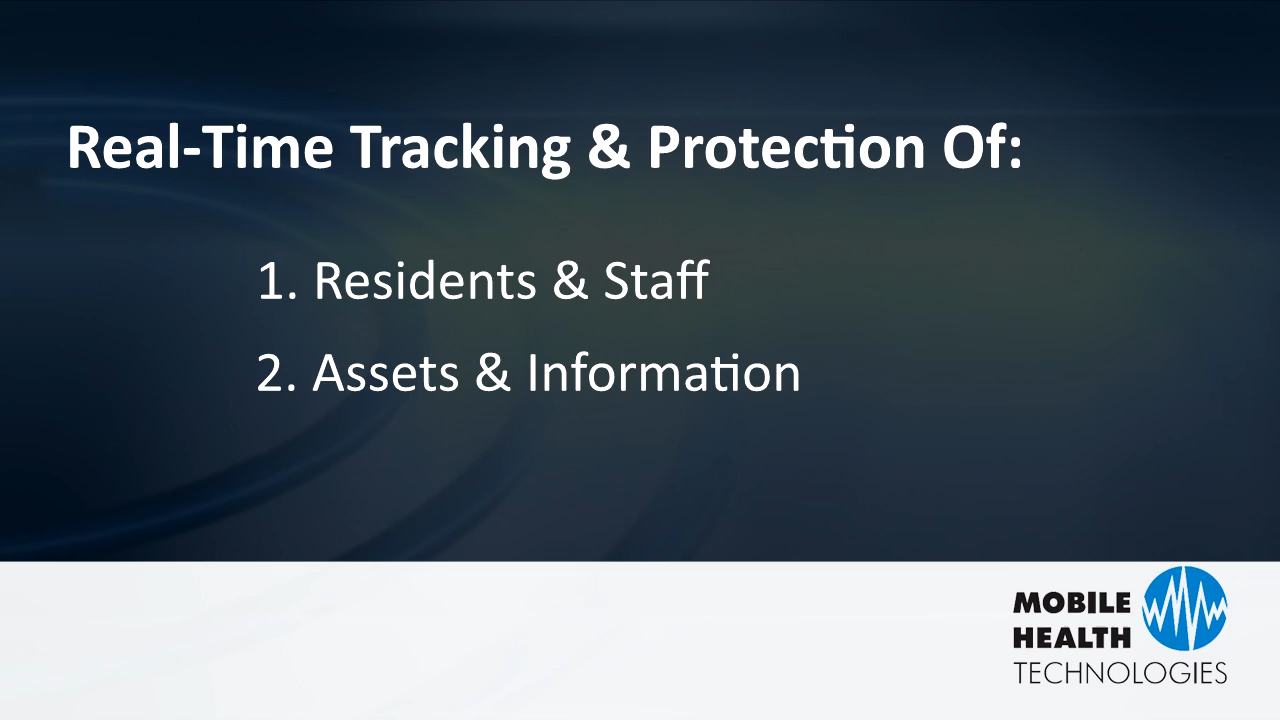 Real-Time Tracking & Protection Of:
1. Residents & Staff
2. Assets & Information
MOBILE
HEALTH
TECHNOLOGIES